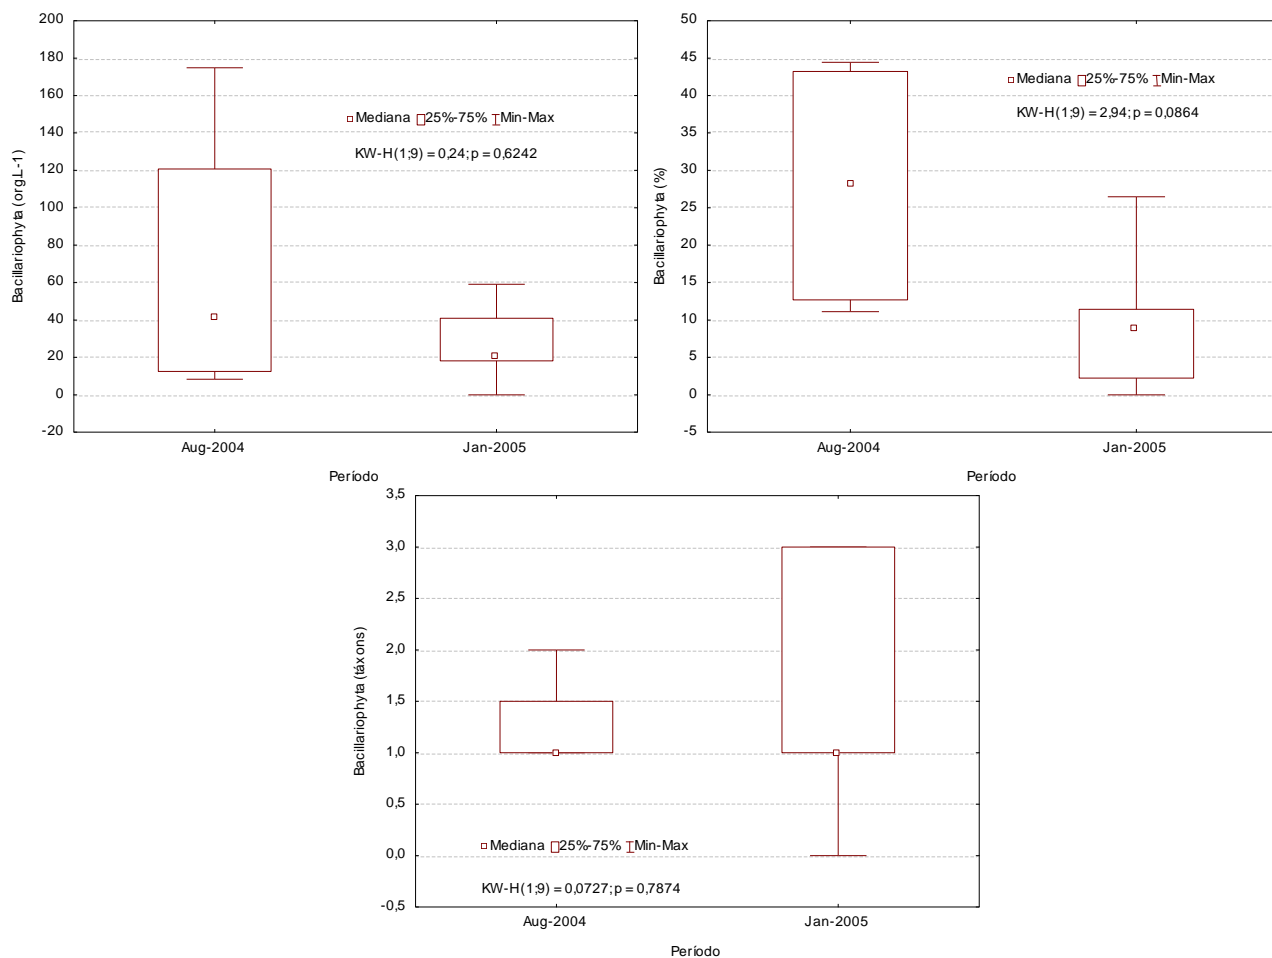 200
180
160
140
120
100
80
60
40
20
0
-20
Bacillariophyta (org.L-1)
Mediana 25%-75% Min-Max
KW-H(1;9) = 0,24; p = 0,6242
Aug-2004 Jan-2005
Período
50
45
40
35
30
25
20
15
10
5
0
-5
Bacillariophyta (%)
Mediana 25%-75% Min-Max
KW-H(1;9) = 2,94; p = 0,0864
Aug-2004 Jan-2005
Período
3,5
3,0
2,5
2,0
1,5
1,0
0,5
0,0
-0,5
Bacillariophyta (táxons)
Mediana 25%-75% Min-Max
KW-H(1;9) = 0,0727; p = 0,7874
Aug-2004 Jan-2005
Período